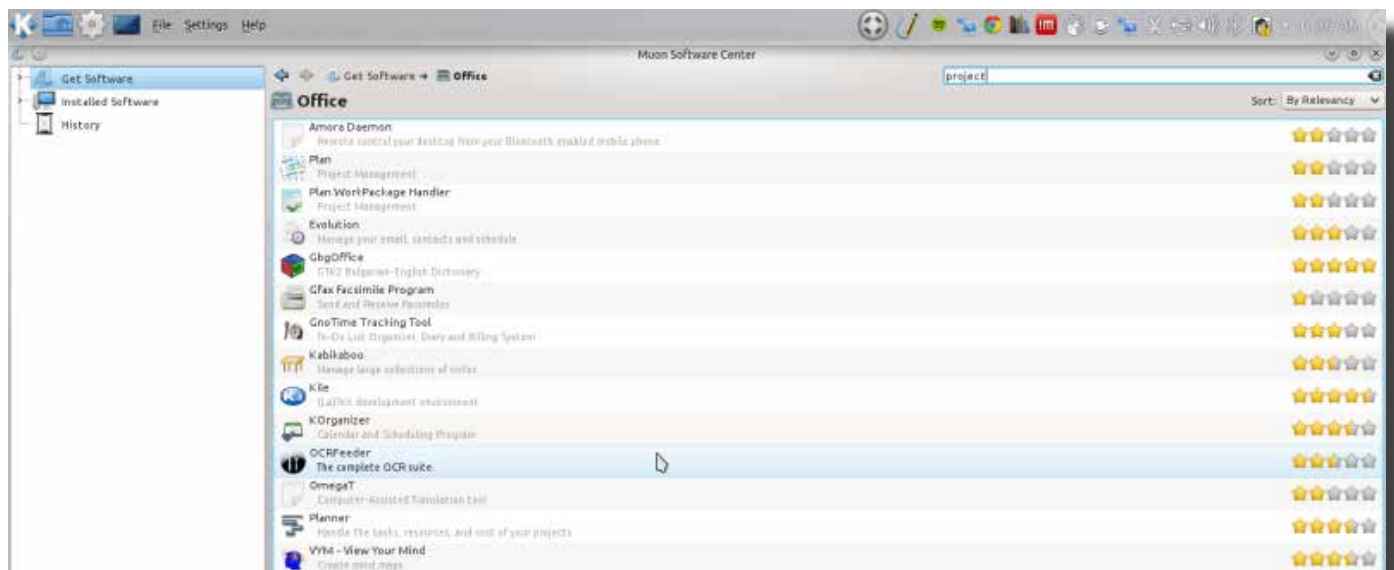 File Settings Help
Muon Software Center
Get Software
Installed Software
History
Get Software → Office
project
Office
Sort: By Relevancy
Amora Daemon
Remote control your desktop from your Bluetooth enabled mobile phone
Plan
Project Management
Plan WorkPackage Handler
Project Management
Evolution
Manage your email, contacts and schedule
GbgOffice
GTK2 Bulgarian-English Dictionary
Gfax Facsimile Program
Send and Receive Facsimiles
GnoTime Tracking Tool
To-Do List Organizer, Diary and Billing System
Kabikaboo
Manage large collections of notes
Kile
(La)TeX development environment
KOrganizer
Calendar and Scheduling Program
OCRFeeder
The complete OCR suite.
OmegaT
Computer-Assisted Translation tool
Planner
Handle the tasks, resources, and cost of your projects
VYM - View Your Mind
Create mind maps